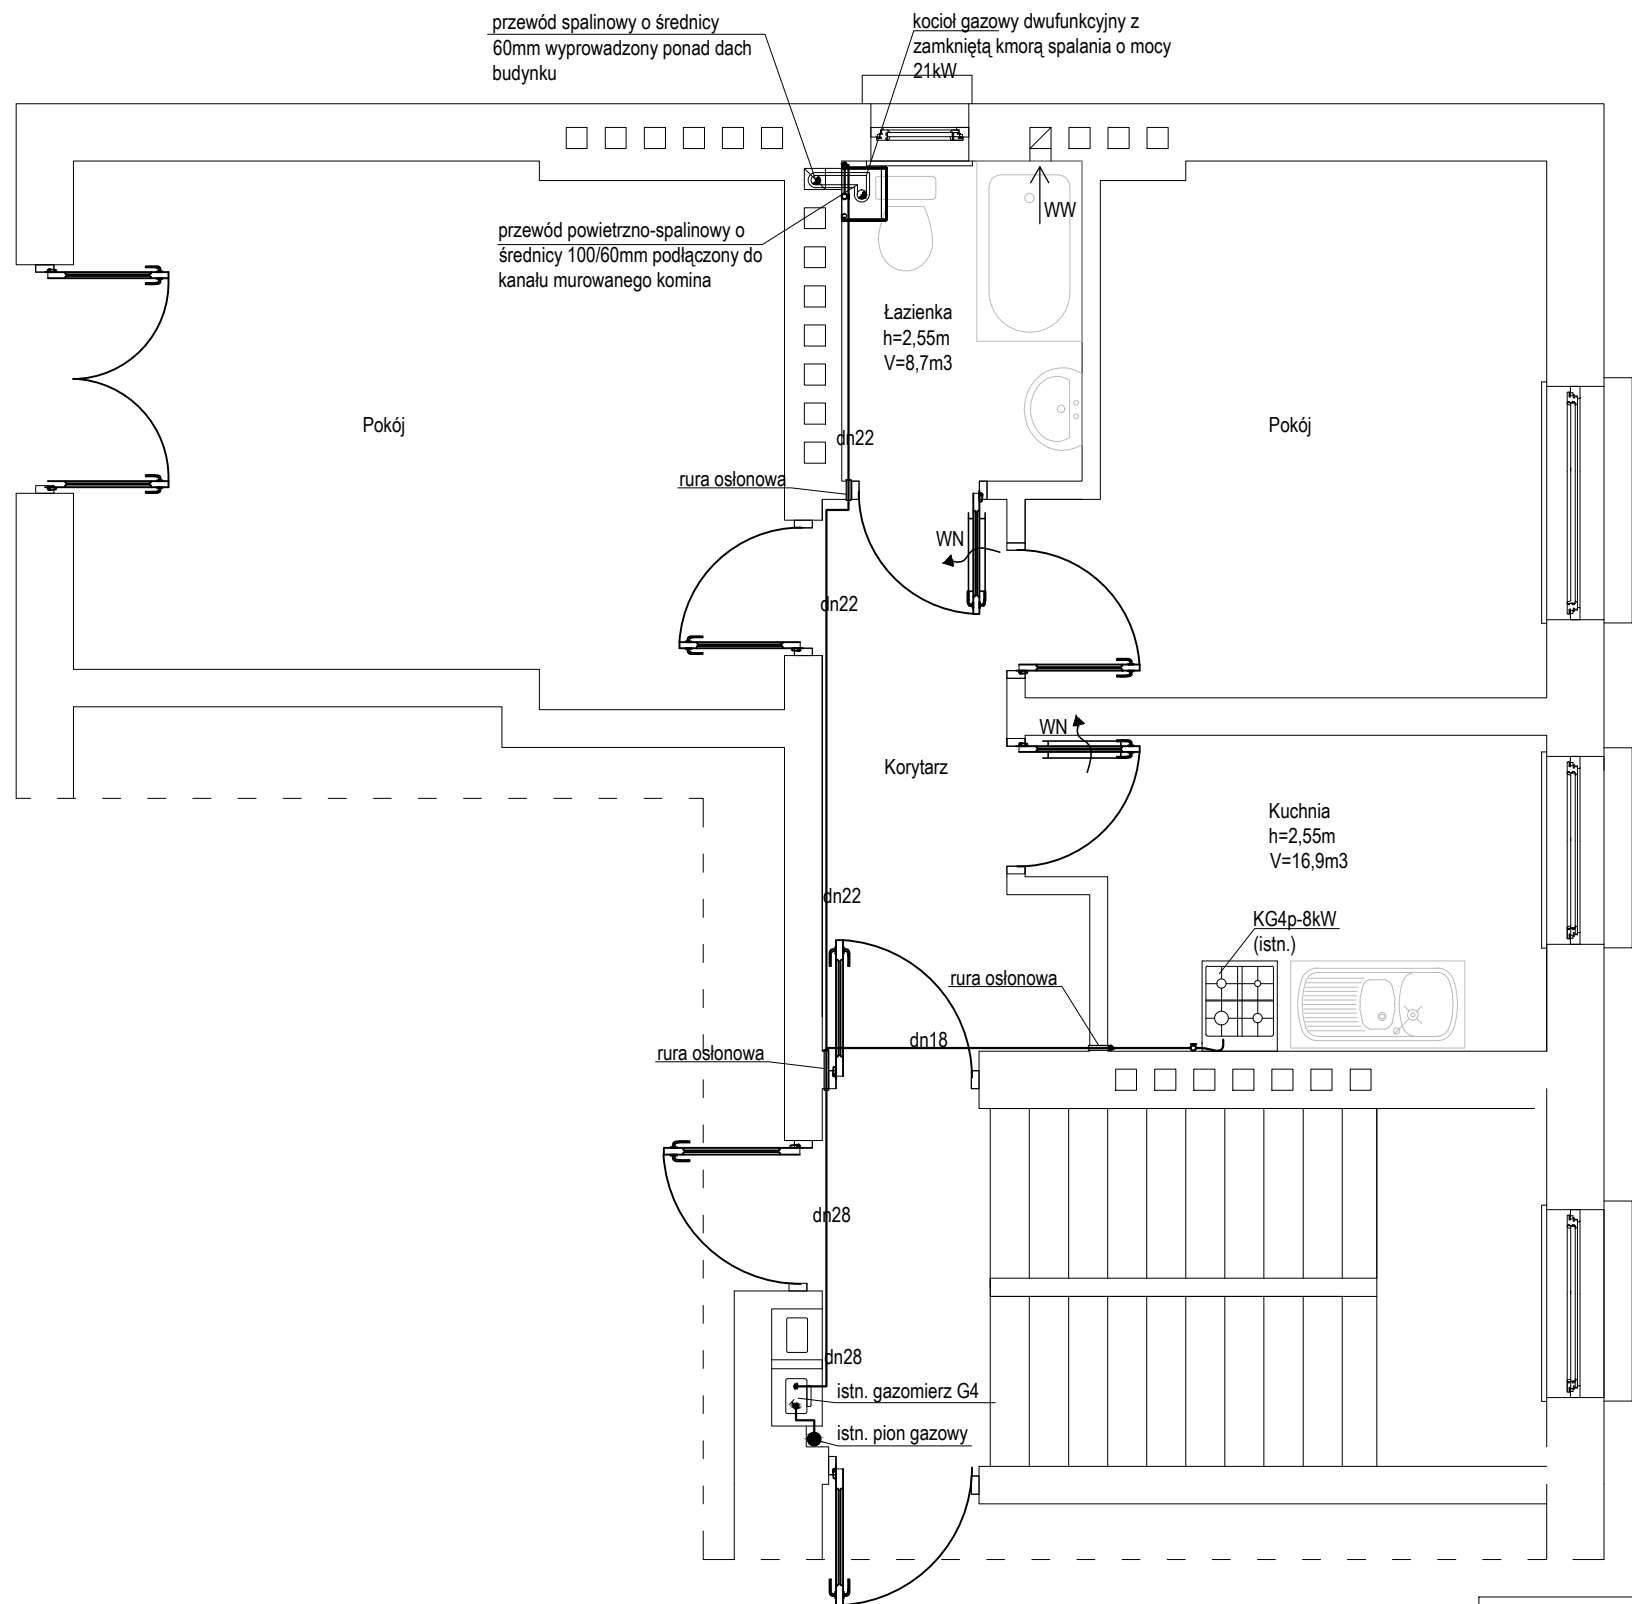 przewód spalinowy o średnicy
60mm wyprowadzony ponad dach
budynku
kocioł gazowy dwufunkcyjny z
zamkniętą kmorą spalania o mocy
21kW
WW
przewód powietrzno-spalinowy o
średnicy 100/60mm podłączony do
kanału murowanego komina
Łazienka
h=2,55m
V=8,7m3
Pokój
Pokój
dn22
rura osłonowa
WN
dn22
WN
Korytarz
Kuchnia
h=2,55m
V=16,9m3
dn22
KG4p-8kW
(istn.)
rura osłonowa
dn18
rura osłonowa
dn28
dn28
istn. gazomierz G4
istn. pion gazowy